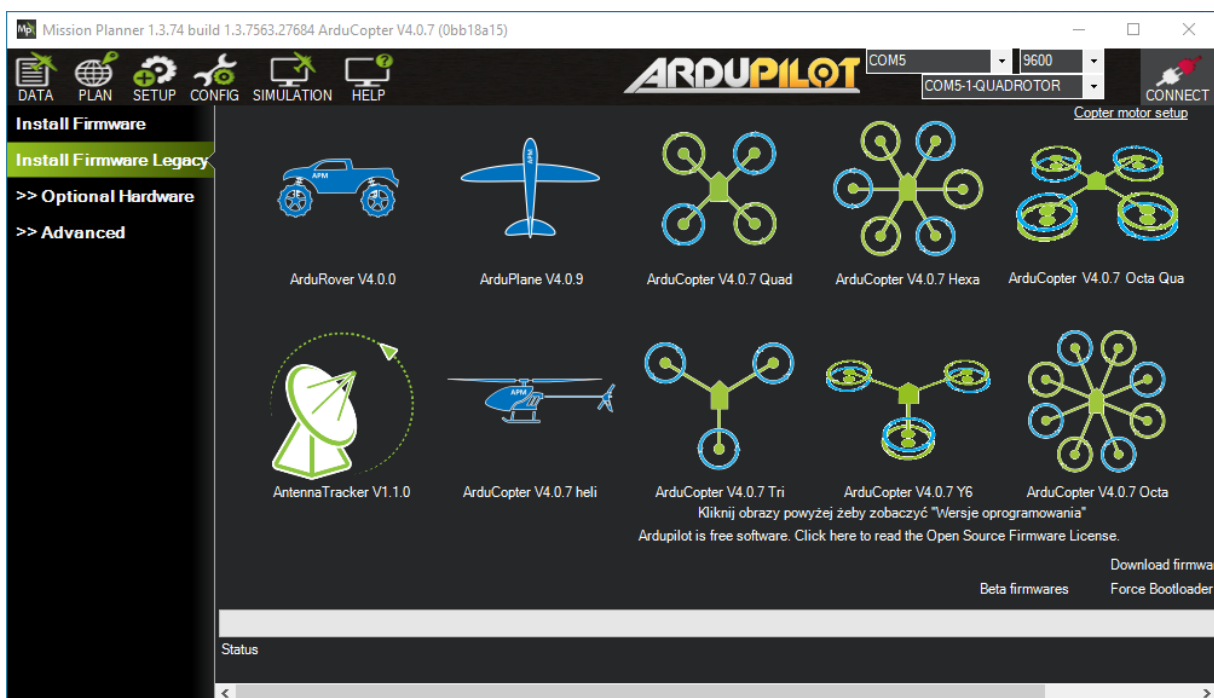 Mission Planner 1.3.74 build 1.3.7563.27684 ArduCopter V4.0.7 (0bb18a15)
DATA PLAN SETUP CONFIG SIMULATION HELP
ARDUPILOT
COM5 9600
COM5-1-QUADROTOR
CONNECT
Install Firmware
Install Firmware Legacy
>> Optional Hardware
>> Advanced
Copter motor setup
APM
APM
ArduRover V4.0.0 ArduPlane V4.0.9 ArduCopter V4.0.7 Quad ArduCopter V4.0.7 Hexa ArduCopter V4.0.7 Octa Qua
APM
AntennaTracker V1.1.0 ArduCopter V4.0.7 heli ArduCopter V4.0.7 Tri ArduCopter V4.0.7 Y6 ArduCopter V4.0.7 Octa
Kliknij obrazy powyżej żeby zobaczyć "Wersje oprogramowania"
Ardupilot is free software. Click here to read the Open Source Firmware License.
Download firmwa
Beta firmwares Force Bootloader
Status